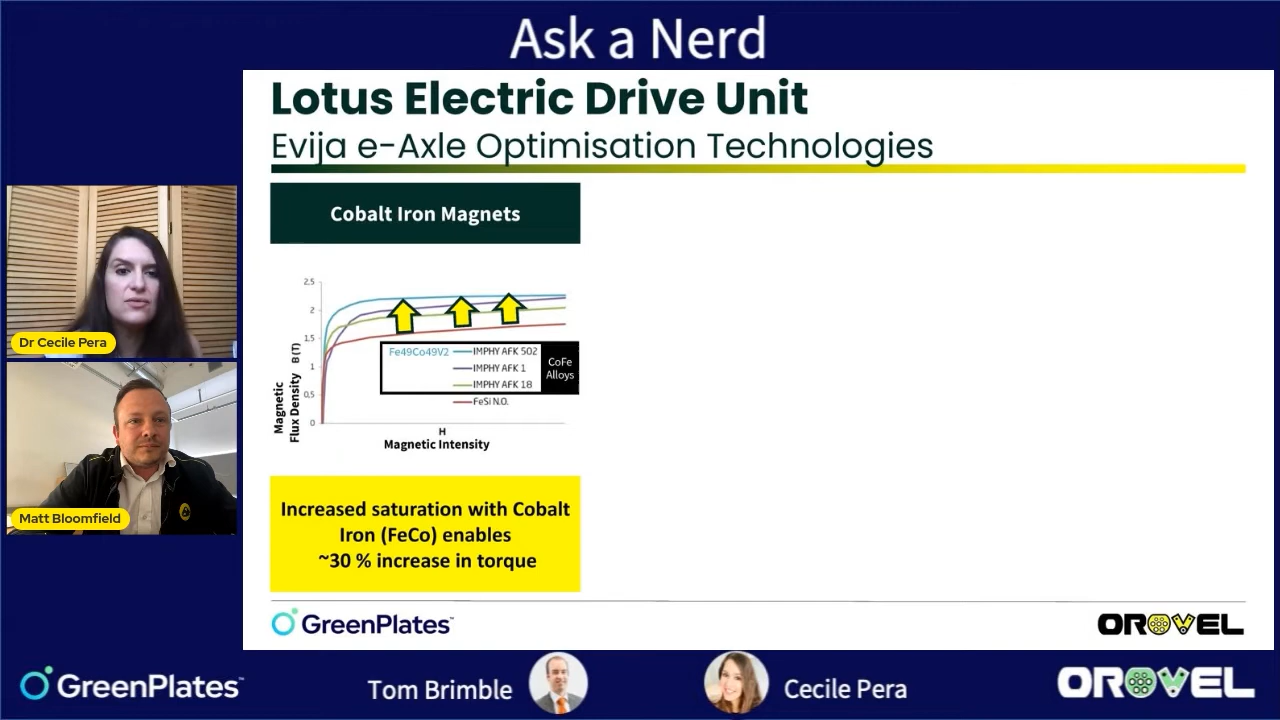 Ask a Nerd
Lotus Electric Drive Unit
Evija e-Axle Optimisation Technologies
Cobalt Iron Magnets
2.5
2
1.5
1
0.5
0
Magnetic
Flux Density B (T)
Fe49Co49V2
IMPHY AFK 502
IMPHY AFK 1
IMPHY AFK 18
FeSi N.O.
CoFe
Alloys
H
Magnetic Intensity
Increased saturation with Cobalt
Iron (FeCo) enables
~30 % increase in torque
Dr Cecile Pera
Matt Bloomfield
GreenPlates™
OROVEL
GreenPlates™
Tom Brimble
Cecile Pera
OROVEL